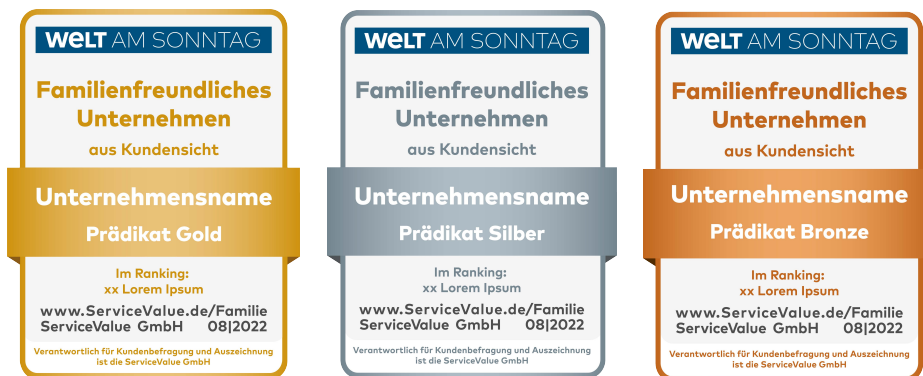 WELT AM SONNTAG
Familienfreundliches
Unternehmen
aus Kundensicht
Unternehmensname
Prädikat Gold
Im Ranking:
xx Lorem Ipsum
www.ServiceValue.de/Familie
ServiceValue GmbH 08|2022
Verantwortlich für Kundenbefragung und Auszeichnung
ist die ServiceValue GmbH
WELT AM SONNTAG
Familienfreundliches
Unternehmen
aus Kundensicht
Unternehmensname
Prädikat Silber
Im Ranking:
xx Lorem Ipsum
www.ServiceValue.de/Familie
ServiceValue GmbH 08|2022
Verantwortlich für Kundenbefragung und Auszeichnung
ist die ServiceValue GmbH
WELT AM SONNTAG
Familienfreundliches
Unternehmen
aus Kundensicht
Unternehmensname
Prädikat Bronze
Im Ranking:
xx Lorem Ipsum
www.ServiceValue.de/Familie
ServiceValue GmbH 08|2022
Verantwortlich für Kundenbefragung und Auszeichnung
ist die ServiceValue GmbH